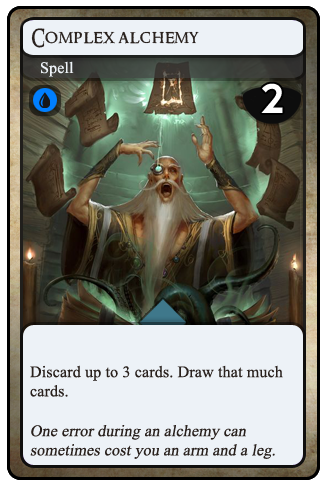 Complex alchemy
Spell
2
Discard up to 3 cards. Draw that much
cards.
One error during an alchemy can
sometimes cost you an arm and a leg.